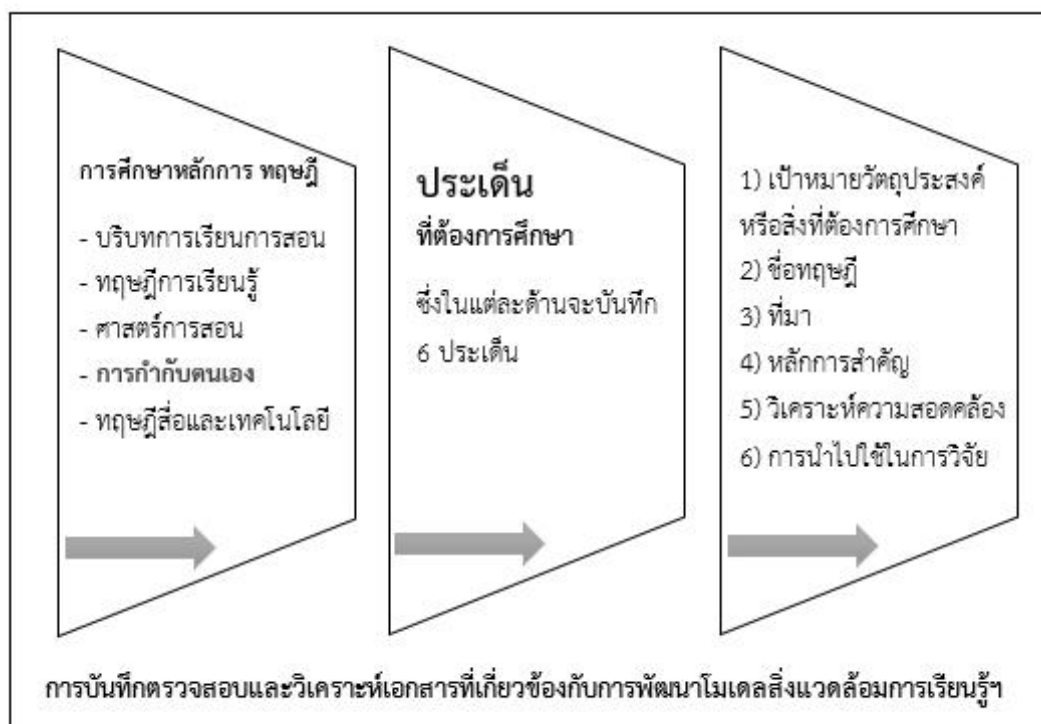 การศึกษาหลักการ ทฤษฎี
- บริบทการเรียนการสอน
- ทฤษฎีการเรียนรู้
- ศาสตร์การสอน
- การกำกับตนเอง
- ทฤษฎีสื่อและเทคโนโลยี
ประเด็น
ที่ต้องการศึกษา
ซึ่งในแต่ละด้านจะบันทึก
6 ประเด็น
1) เป้าหมายวัตถุประสงค์
หรือสิ่งที่ต้องการศึกษา
2) ชื่อทฤษฎี
3) ที่มา
4) หลักการสำคัญ
5) วิเคราะห์ความสอดคล้อง
6) การนำไปใช้ในการวิจัย
การบันทึกตรวจสอบและวิเคราะห์เอกสารที่เกี่ยวข้องกับการพัฒนาโมเดลสิ่งแวดล้อมการเรียนรู้ฯ